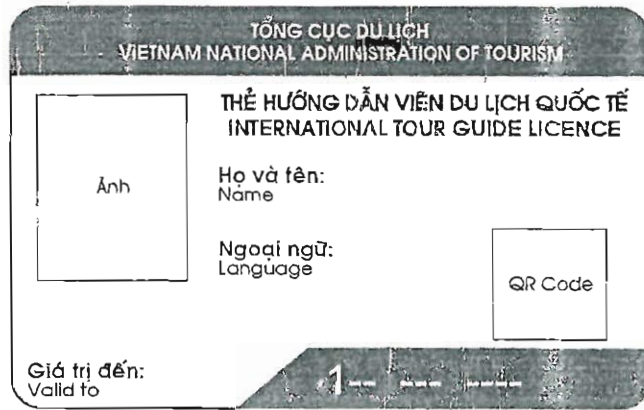 TỔNG CỤC DU LỊCH
VIETNAM NATIONAL ADMINISTRATION OF TOURISM
THẺ HƯỚNG DẪN VIÊN DU LỊCH QUỐC TẾ
INTERNATIONAL TOUR GUIDE LICENCE
Ảnh
Họ và tên:
Name
Ngoại ngữ:
Language
QR Code
Giá trị đến:
Valid to
1-- --- ----